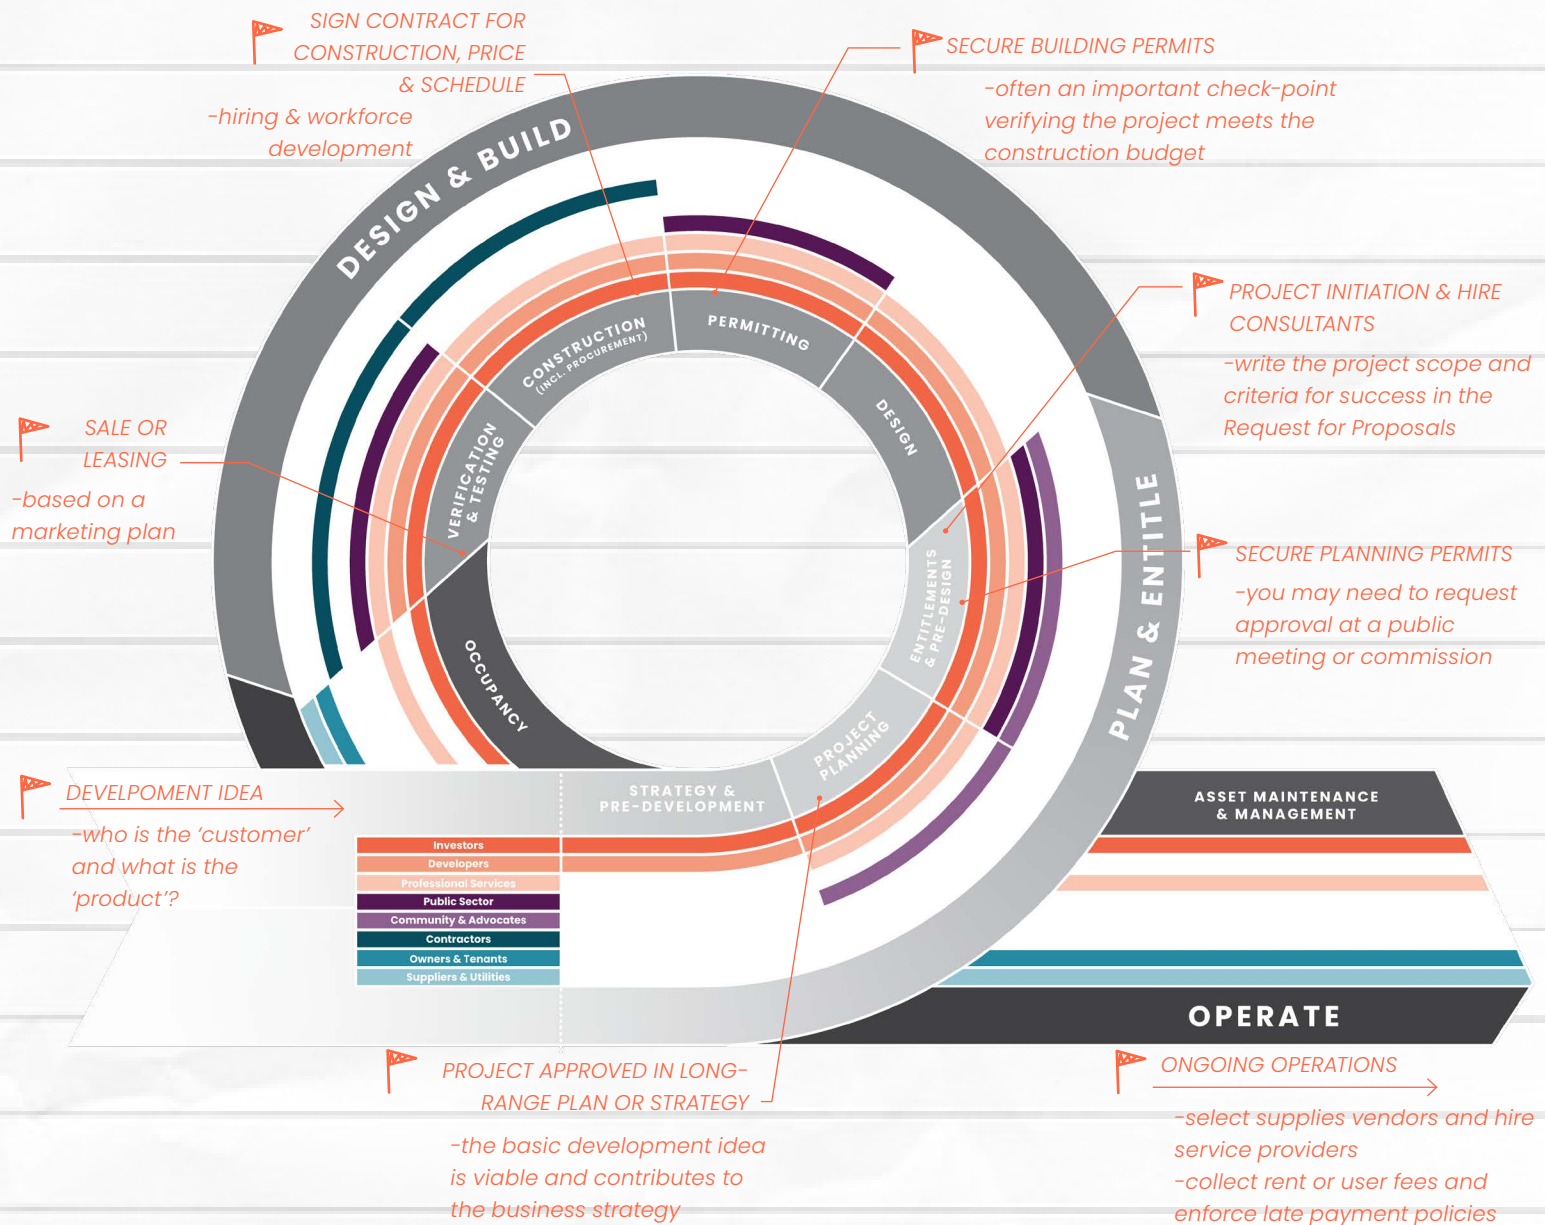 SIGN CONTRACT FOR
CONSTRUCTION, PRICE
& SCHEDULE
-hiring & workforce
development
SECURE BUILDING PERMITS
-often an important check-point
verifying the project meets the
construction budget
DESIGN & BUILD
PROJECT INITIATION & HIRE
CONSULTANTS
-write the project scope and
criteria for success in the
Request for Proposals
CONSTRUCTION
(INCL. PROCUREMENT)
PERMITTING
DESIGN
SALE OR
LEASING
-based on a
marketing plan
VERIFICATION
& TESTING
ENTITLEMENTS
& PRE-DESIGN
PLAN & ENTITLE
SECURE PLANNING PERMITS
-you may need to request
approval at a public
meeting or commission
OCCUPANCY
PROJECT
PLANNING
STRATEGY &
PRE-DEVELOPMENT
DEVELPOMENT IDEA
-who is the ‘customer’
and what is the
‘product’?
Investors
Developers
Professional Services
Public Sector
Community & Advocates
Contractors
Owners & Tenants
Suppliers & Utilities
ASSET MAINTENANCE
& MANAGEMENT
OPERATE
PROJECT APPROVED IN LONG-
RANGE PLAN OR STRATEGY
-the basic development idea
is viable and contributes to
the business strategy
ONGOING OPERATIONS
-select supplies vendors and hire
service providers
-collect rent or user fees and
enforce late payment policies